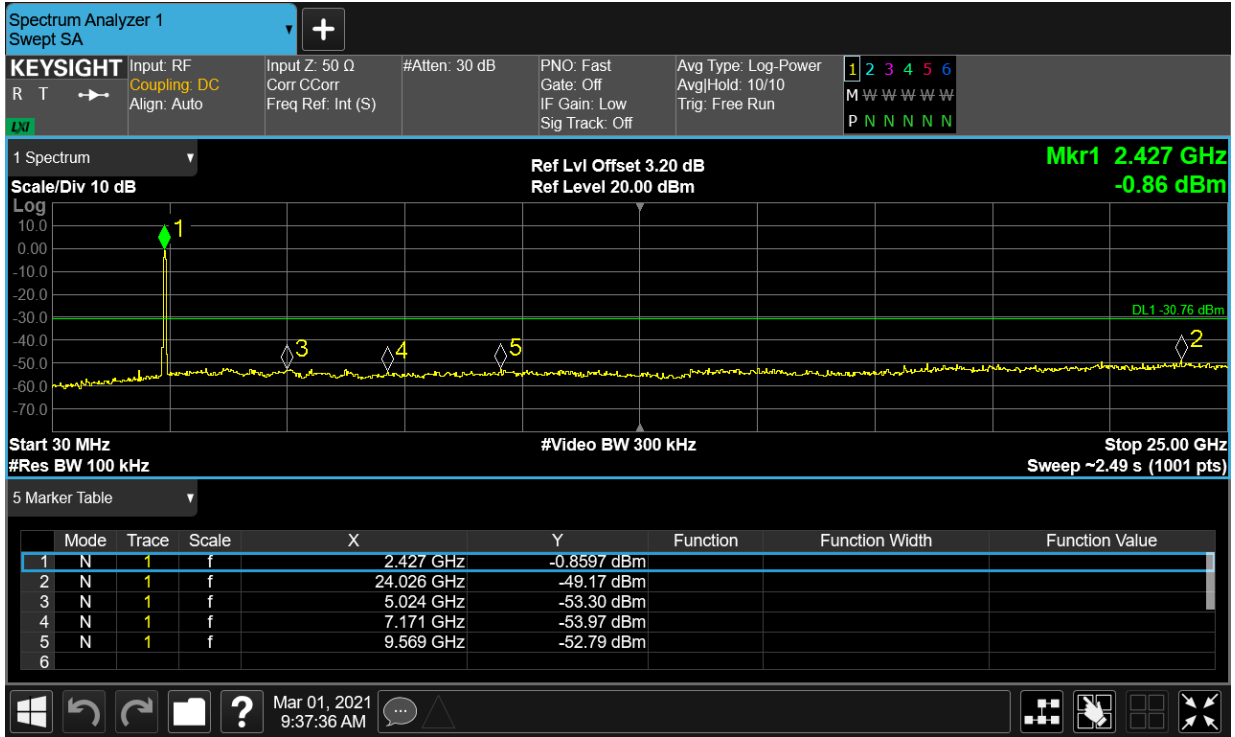 Spectrum Analyzer 1
Swept SA
KEYSIGHT
R T
LXI
Input: RF
Coupling: DC
Align: Auto
Input Z: 50 Ω
Corr CCorr
Freq Ref: Int (S)
#Atten: 30 dB
PNO: Fast
Gate: Off
IF Gain: Low
Sig Track: Off
Avg Type: Log-Power
Avg|Hold: 10/10
Trig: Free Run
1 2 3 4 5 6
M W W W W W
P N N N N N
1 Spectrum
Scale/Div 10 dB
Ref Lvl Offset 3.20 dB
Ref Level 20.00 dBm
Mkr1 2.427 GHz
-0.86 dBm
Log
10.0
0.00
-10.0
-20.0
-30.0
-40.0
-50.0
-60.0
-70.0
1
3
4
5
2
DL1 -30.76 dBm
Start 30 MHz
#Res BW 100 kHz
#Video BW 300 kHz
Stop 25.00 GHz
Sweep ~2.49 s (1001 pts)
5 Marker Table
Mode Trace Scale X Y Function Function Width Function Value
1 N 1 f 2.427 GHz -0.8597 dBm
2 N 1 f 24.026 GHz -49.17 dBm
3 N 1 f 5.024 GHz -53.30 dBm
4 N 1 f 7.171 GHz -53.97 dBm
5 N 1 f 9.569 GHz -52.79 dBm
6
?
Mar 01, 2021
9:37:36 AM